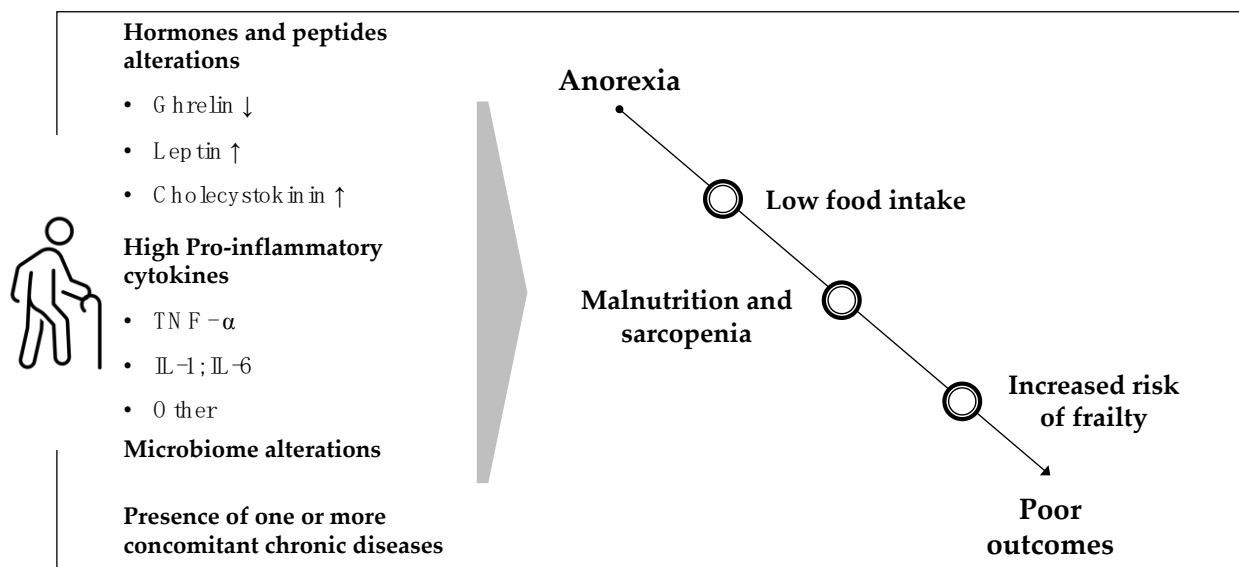 Hormones and peptides
alterations
• Ghrelin ↓
• Leptin ↑
• Cholecystokinin ↑
High Pro-inflammatory
cytokines
• TNF-α
• IL-1; IL-6
• Other
Microbiome alterations
Presence of one or more
concomitant chronic diseases
Anorexia
Low food intake
Malnutrition and
sarcopenia
Increased risk
of frailty
Poor
outcomes